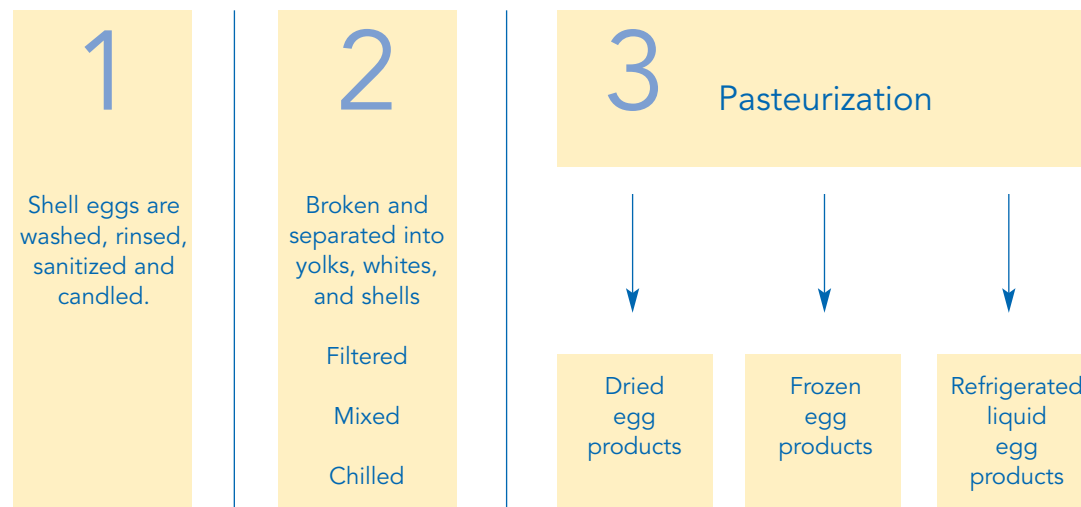 1
Shell eggs are
washed, rinsed,
sanitized and
candled.
2
Broken and
separated into
yolks, whites,
and shells
Filtered
Mixed
Chilled
3
Pasteurization
Dried
egg
products
Frozen
egg
products
Refrigerated
liquid
egg
products